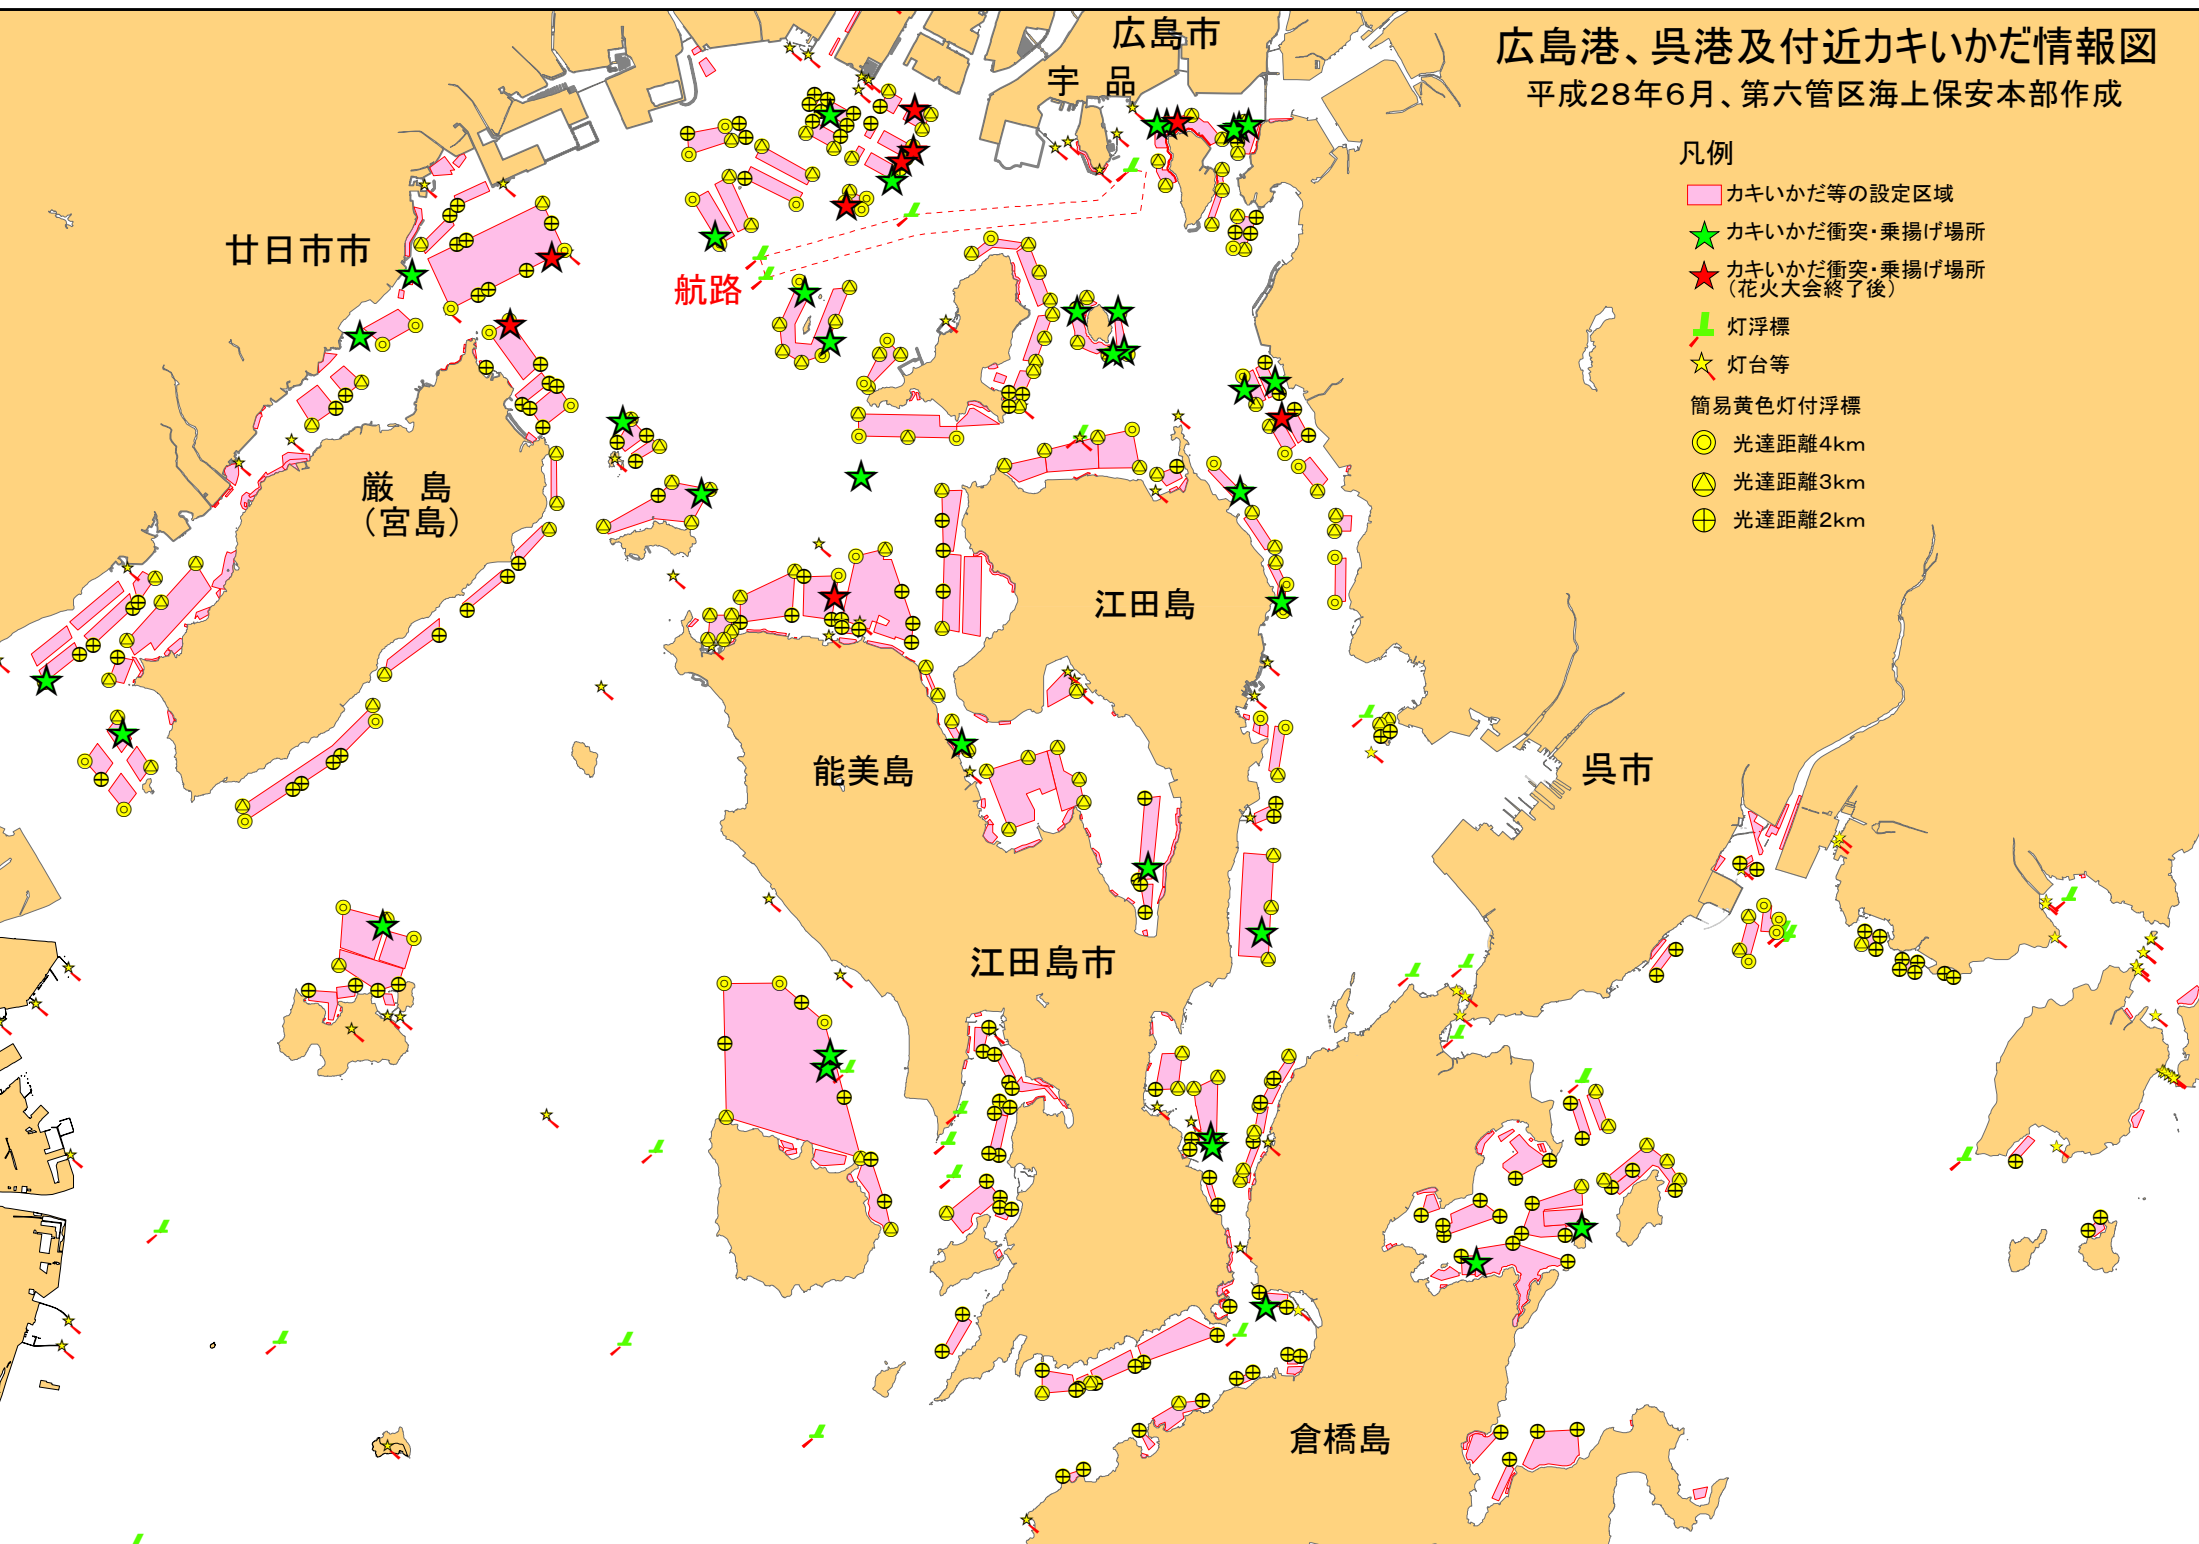 広島港、呉港及付近カキいかだ情報図
平成28年6月、第六管区海上保安本部作成
凡例
カキいかだ等の設定区域
カキいかだ衝突・乗揚げ場所
カキいかだ衝突・乗揚げ場所
（花火大会終了後）
灯浮標
灯台等
簡易黄色灯付浮標
光達距離4km
光達距離3km
光達距離2km
広島市
宇 品
廿日市市
航路
厳 島
（宮島）
江田島
能美島
呉市
江田島市
倉橋島